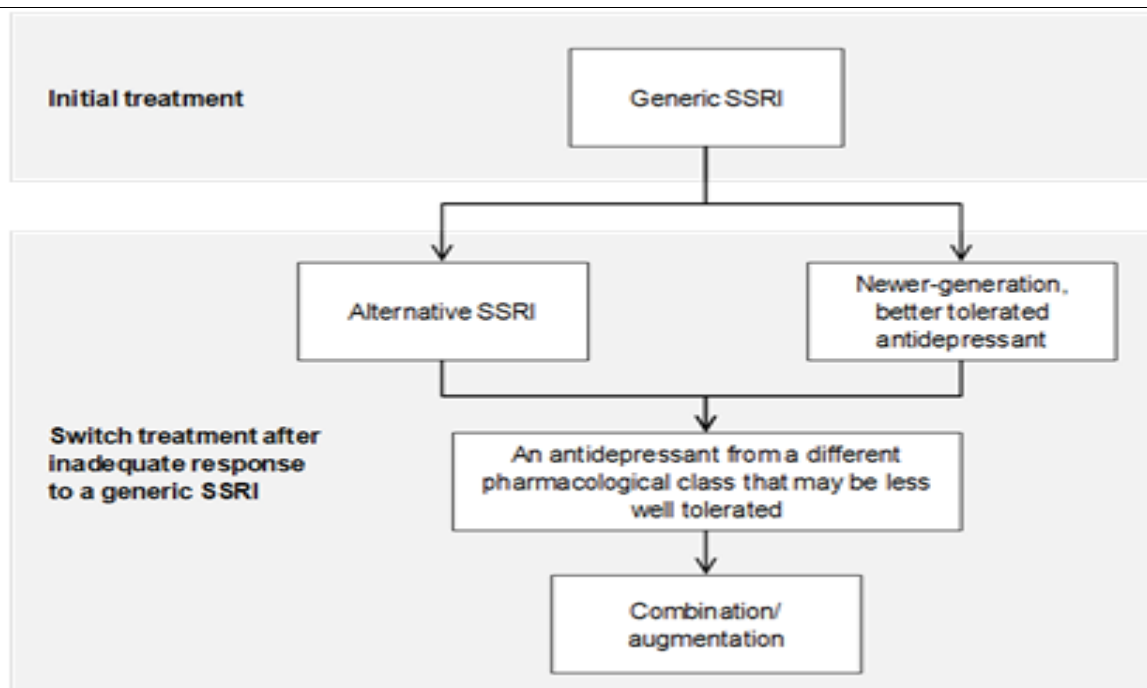 Initial treatment
Generic SSRI
Alternative SSRI
Newer-generation,
better tolerated
antidepressant
Switch treatment after
inadequate response
to a generic SSRI
An antidepressant from a different
pharmacological class that may be less
well tolerated
Combination/
augmentation